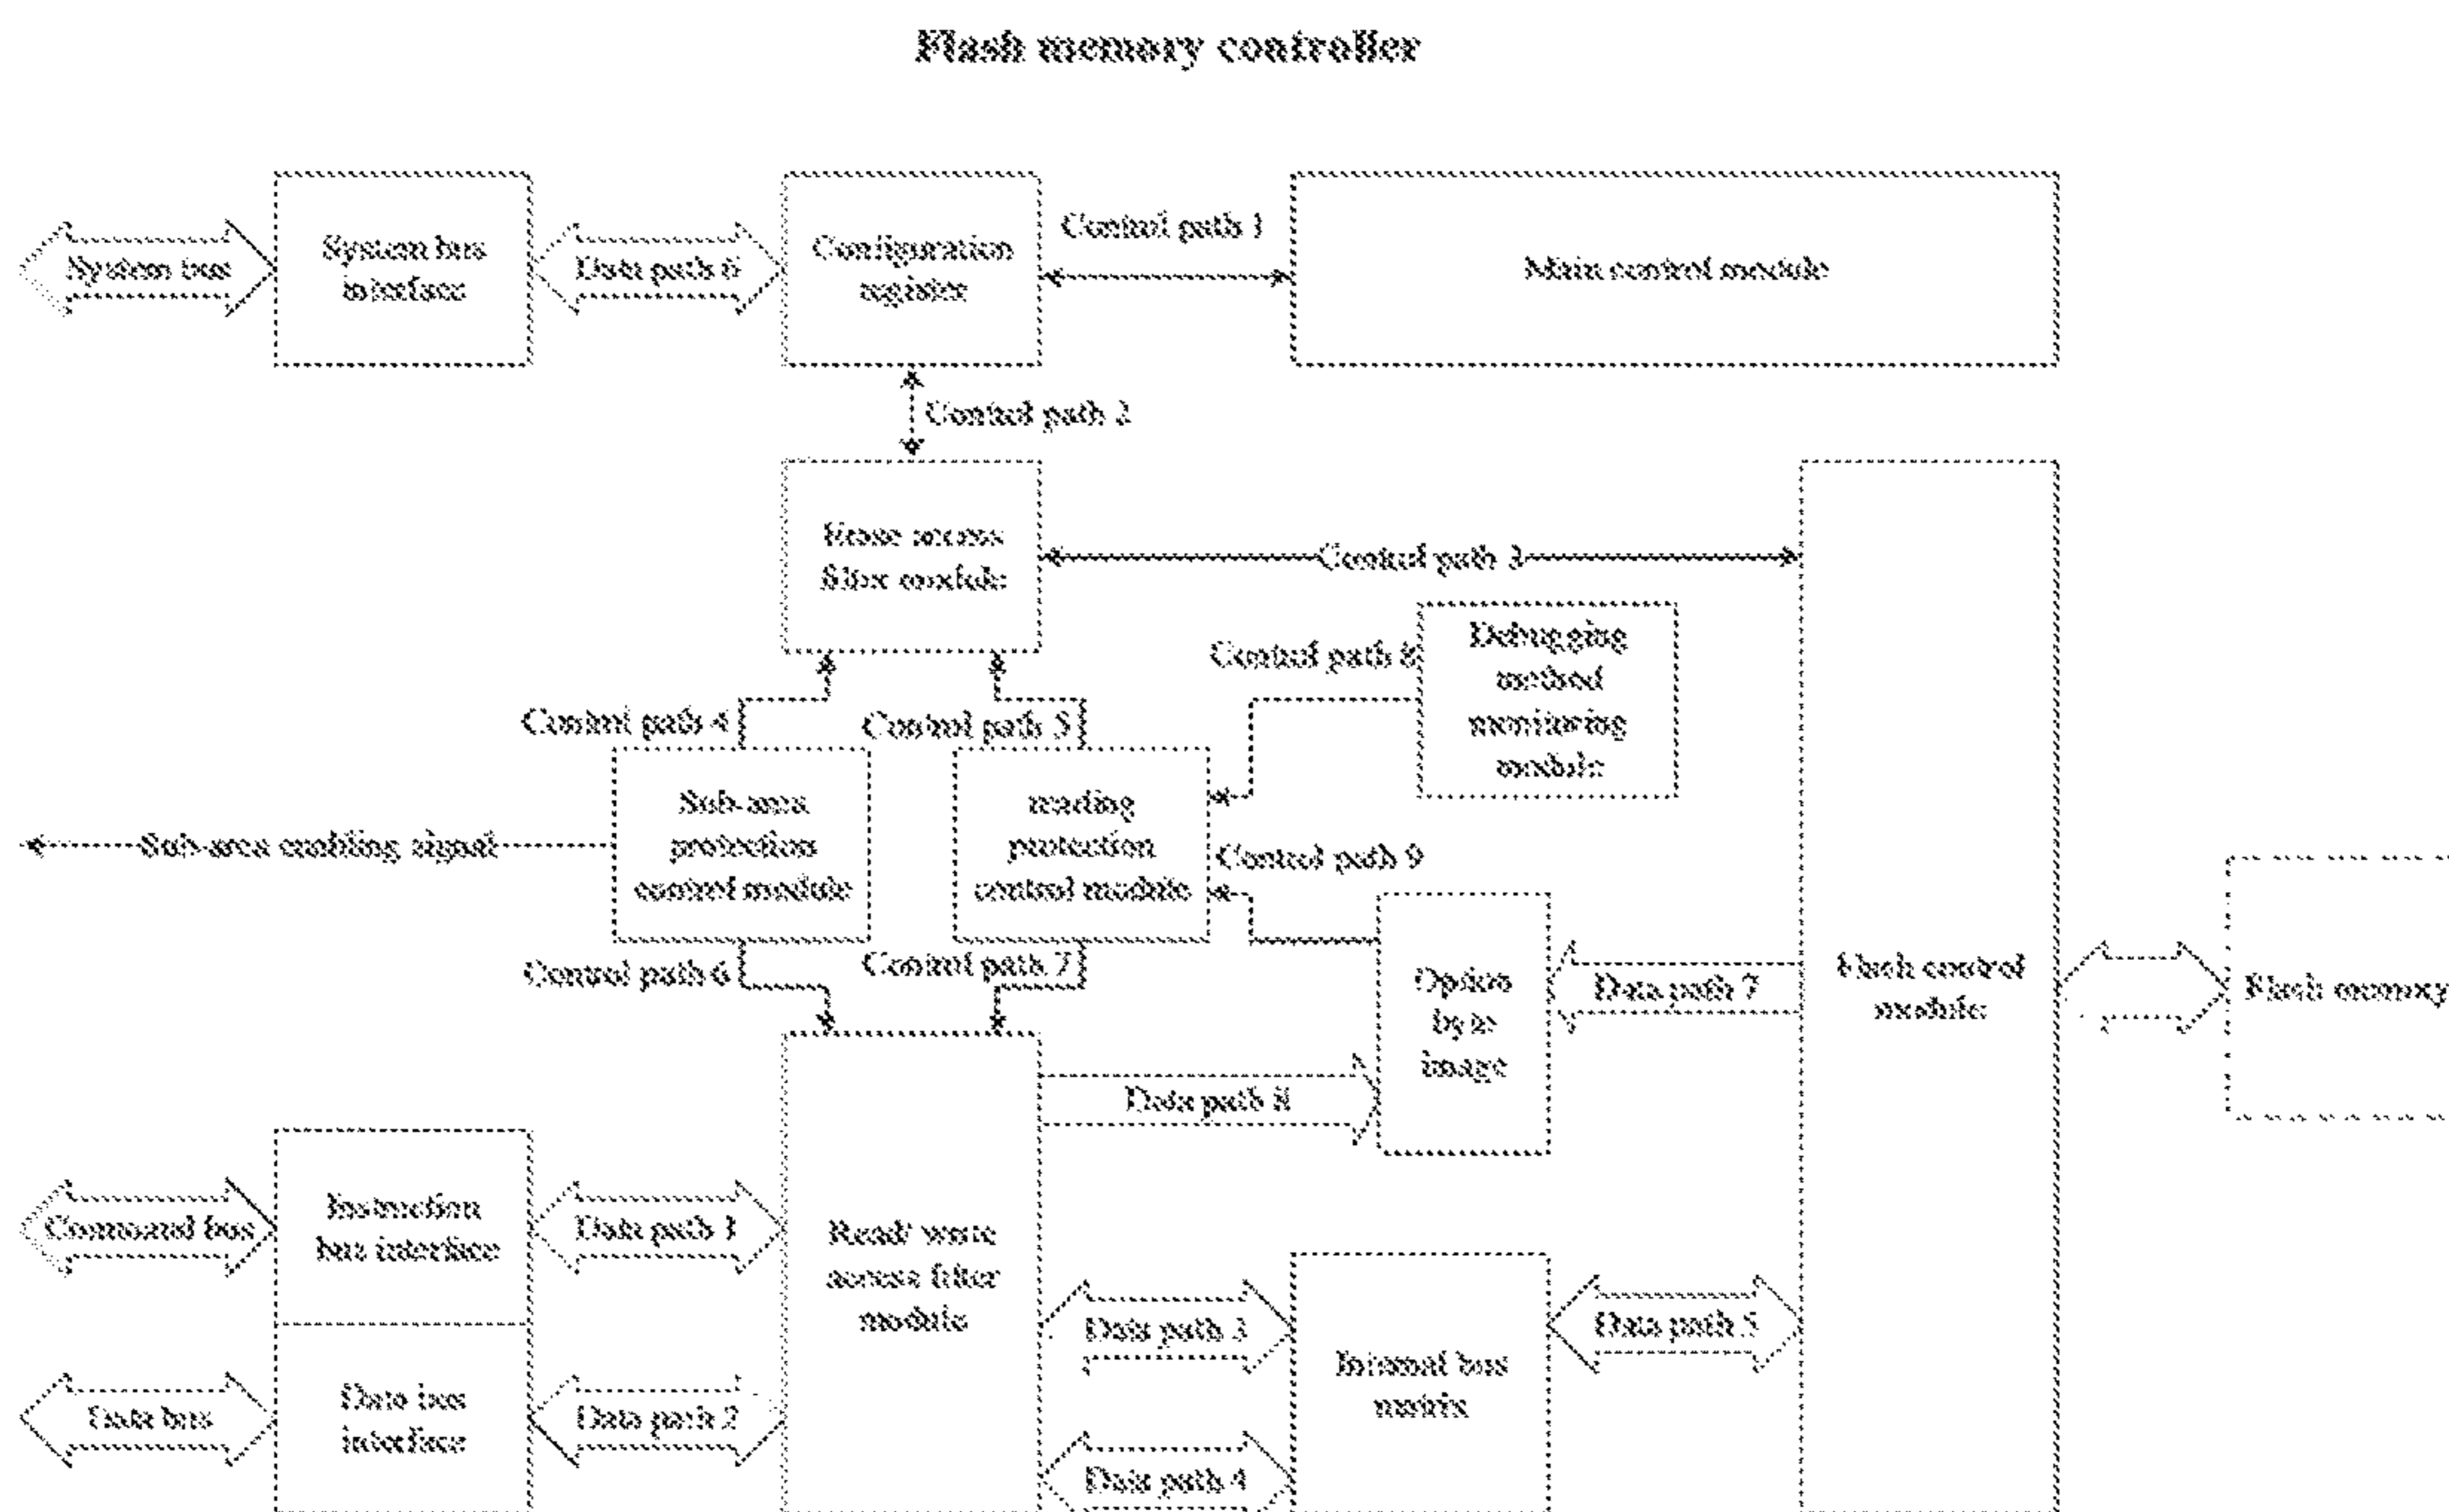 Flash memory controller
System bus
System bus
interface
Data path 6
Configuration
register
Control path 1
Main control module
Control path 2
Erase access
filter module
Control path 3
Debugging
method
monitoring
module
Control path 8
Control path 4
Control path 5
Sub-area
protection
control module
reading
protection
control module
Sub-area enabling signal
Control path 9
Control path 6
Control path 7
Option
byte
image
Data path 7
Flash control
module
Flash memory
Data path 8
Command bus
Instruction
bus interface
Data path 1
Read/ write
access filter
module
Data path 3
Internal bus
matrix
Data path 5
Data bus
Data bus
interface
Data path 2
Data path 4